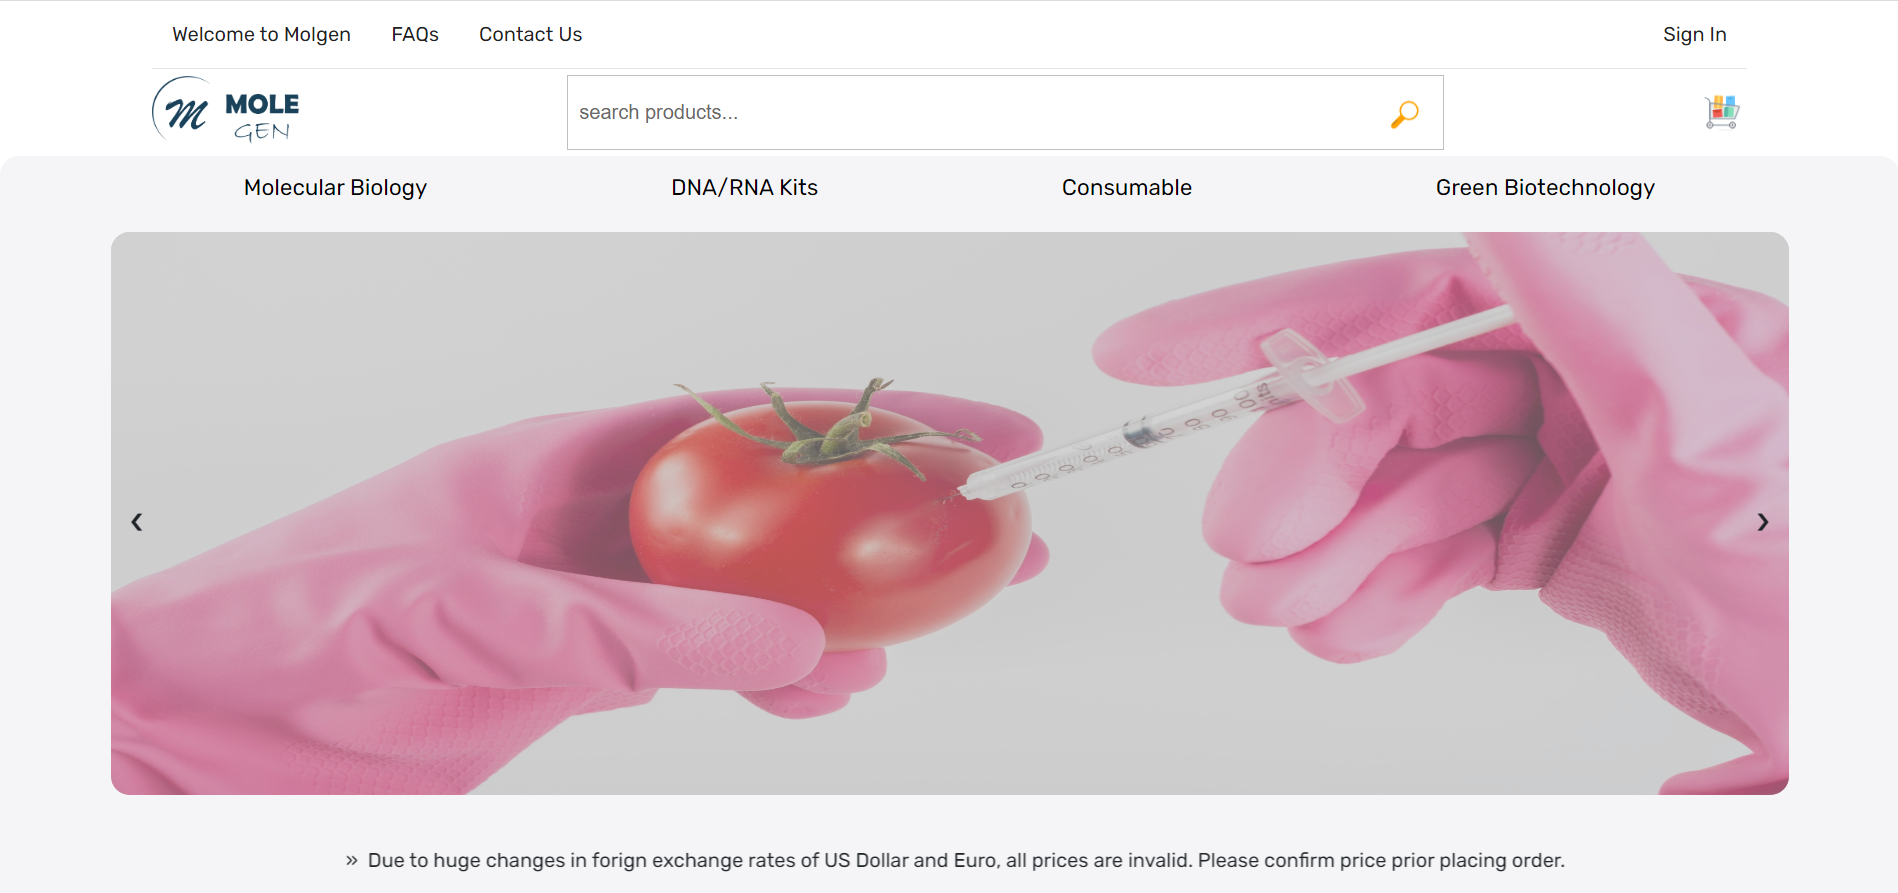 Welcome to Molgen FAQs Contact Us Sign In
M MOLE
GEN
search products...
Molecular Biology DNA/RNA Kits Consumable Green Biotechnology
❮ ❯
» Due to huge changes in forign exchange rates of US Dollar and Euro, all prices are invalid. Please confirm price prior placing order.